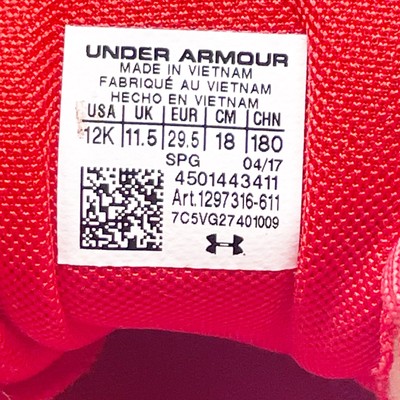 UNDER ARMOUR
MADE IN VIETNAM
FABRIQUÉ AU VIETNAM
HECHO EN VIETNAM
USA UK EUR CM CHN
12K 11.5 29.5 18 180
SPG 04/17
4501443411
Art.1297316-611
7C5VG27401009